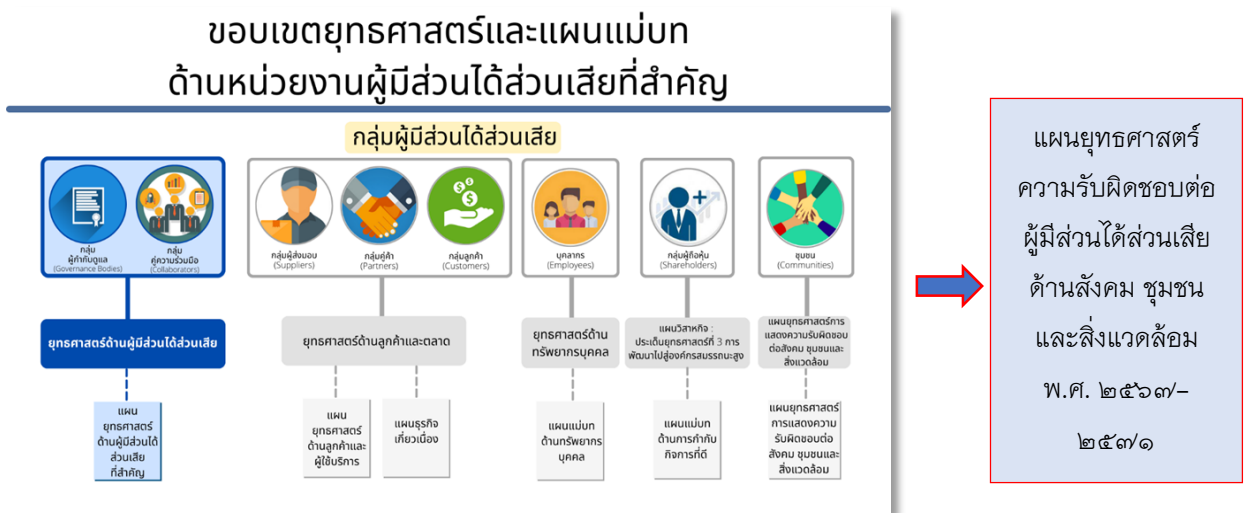 ขอบเขตยุทธศาสตร์และแผนแม่บท
ด้านหน่วยงานผู้มีส่วนได้ส่วนเสียที่สำคัญ
กลุ่มผู้มีส่วนได้ส่วนเสีย
กลุ่ม
ผู้กำกับดูแล
(Governance Bodies)
กลุ่ม
คู่ความร่วมมือ
(Collaborators)
กลุ่มผู้ส่งมอบ
(Suppliers)
กลุ่มคู่ค้า
(Partners)
กลุ่มลูกค้า
(Customers)
บุคลากร
(Employees)
กลุ่มผู้ถือหุ้น
(Shareholders)
ชุมชน
(Communities)
ยุทธศาสตร์ด้านผู้มีส่วนได้ส่วนเสีย
ยุทธศาสตร์ด้านลูกค้าและตลาด
ยุทธศาสตร์ด้าน
ทรัพยากรบุคคล
แผนวิสาหกิจ :
ประเด็นยุทธศาสตร์ที่ 3 การ
พัฒนาไปสู่องค์กรสมรรถนะสูง
แผนยุทธศาสตร์การ
แสดงความรับผิดชอบ
ต่อสังคม ชุมชนและ
สิ่งแวดล้อม
แผน
ยุทธศาสตร์
ด้านผู้มีส่วนได้
ส่วนเสีย
ที่สำคัญ
แผน
ยุทธศาสตร์
ด้านลูกค้าและ
ผู้ใช้บริการ
แผนธุรกิจ
เกี่ยวเนื่อง
แผนแม่บท
ด้านทรัพยากร
บุคคล
แผนแม่บท
ด้านการกำกับ
กิจการที่ดี
แผนยุทธศาสตร์
การแสดงความ
รับผิดชอบต่อ
สังคม ชุมชนและ
สิ่งแวดล้อม
แผนยุทธศาสตร์
ความรับผิดชอบต่อ
ผู้มีส่วนได้ส่วนเสีย
ด้านสังคม ชุมชน
และสิ่งแวดล้อม
พ.ศ. ๒๕๖๗–
๒๕๗๑